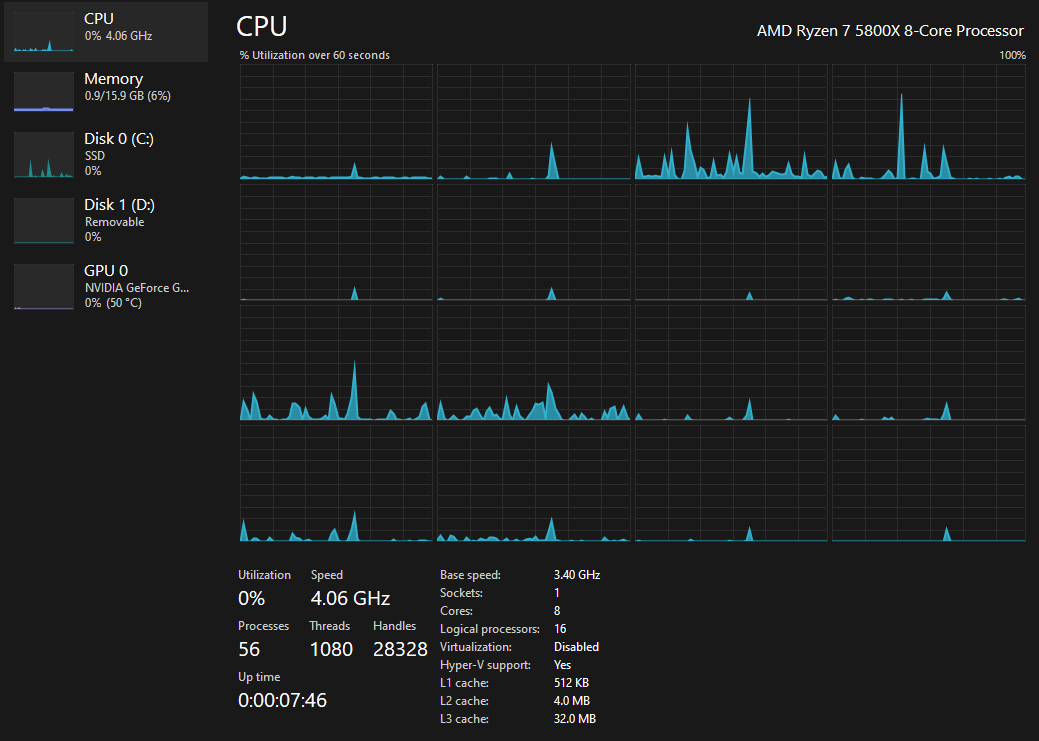 CPU
0% 4.06 GHz
Memory
0.9/15.9 GB (6%)
Disk 0 (C:)
SSD
0%
Disk 1 (D:)
Removable
0%
GPU 0
NVIDIA GeForce G...
0% (50 °C)
CPU
AMD Ryzen 7 5800X 8-Core Processor
% Utilization over 60 seconds
100%
Utilization
Speed
0%
4.06 GHz
Processes
Threads
Handles
56
1080
28328
Up time
0:00:07:46
Base speed: 3.40 GHz
Sockets: 1
Cores: 8
Logical processors: 16
Virtualization: Disabled
Hyper-V support: Yes
L1 cache: 512 KB
L2 cache: 4.0 MB
L3 cache: 32.0 MB